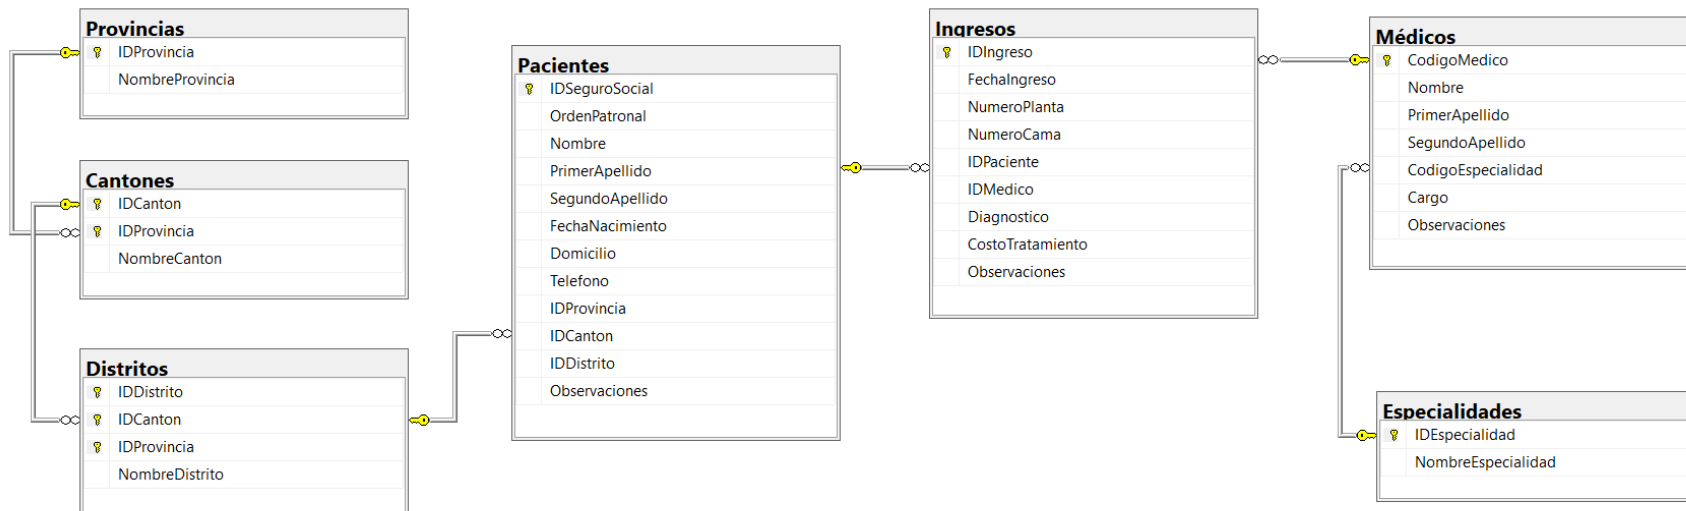 Provincias
IDProvincia
NombreProvincia
Cantones
IDCanton
IDProvincia
NombreCanton
Distritos
IDDistrito
IDCanton
IDProvincia
NombreDistrito
Pacientes
IDSeguroSocial
OrdenPatronal
Nombre
PrimerApellido
SegundoApellido
FechaNacimiento
Domicilio
Telefono
IDProvincia
IDCanton
IDDistrito
Observaciones
Ingresos
IDIngreso
FechaIngreso
NumeroPlanta
NumeroCama
IDPaciente
IDMedico
Diagnostico
CostoTratamiento
Observaciones
Médicos
CodigoMedico
Nombre
PrimerApellido
SegundoApellido
CodigoEspecialidad
Cargo
Observaciones
Especialidades
IDEspecialidad
NombreEspecialidad